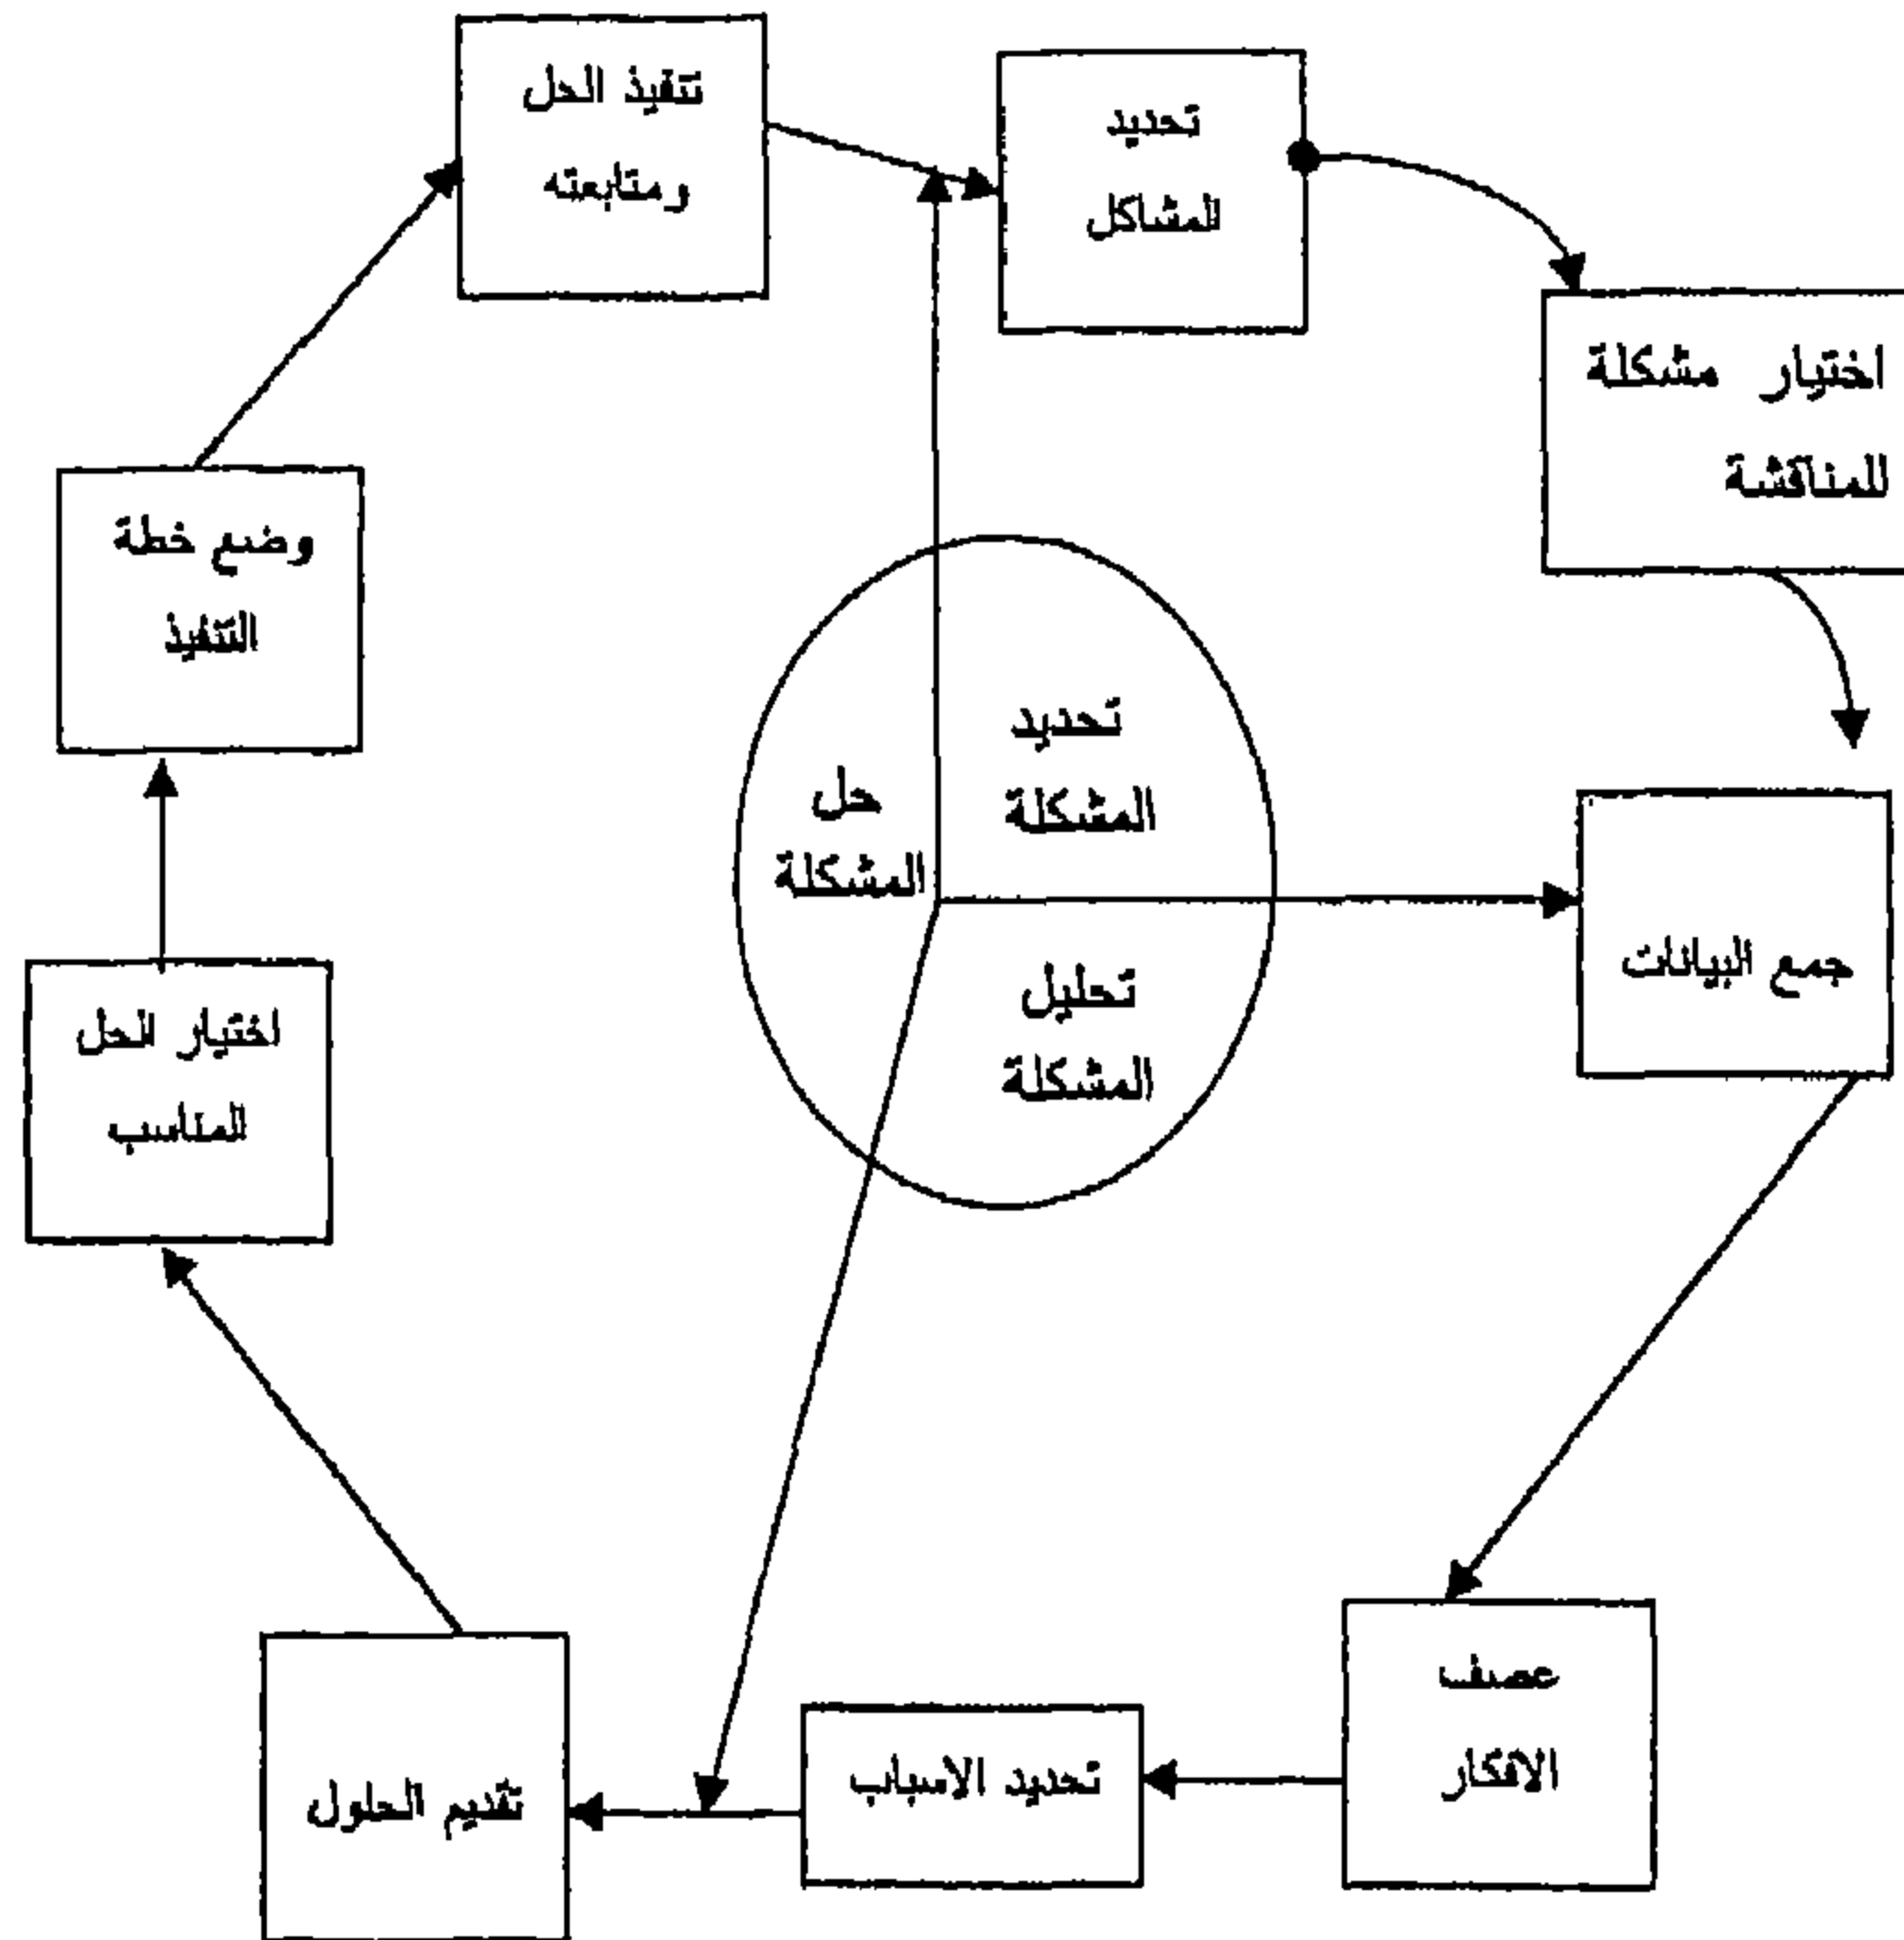 تحديد
المشاكل
اختيار مشكلة
للمناقشة
جمع البيانات
عصف
الافكار
تحديد الاسباب
تقديم الحلول
اختيار الحل
المناسب
وضع خطة
التنفيذ
تنفيذ الحل
ومتابعته
تحديد
المشكلة
تحليل
المشكلة
حل
المشكلة